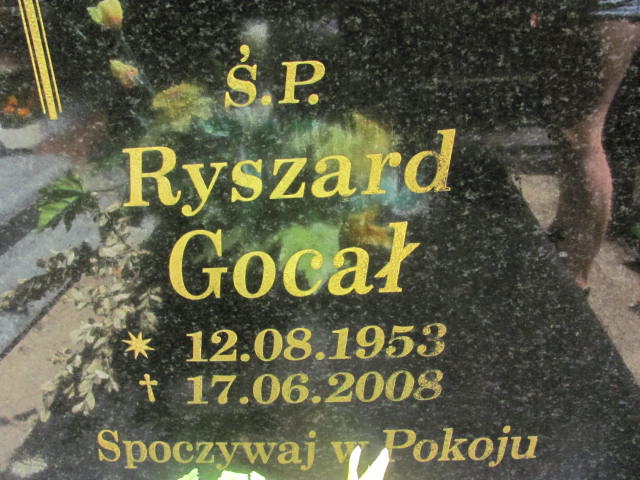 Ś.P.
Ryszard
Gocał
✷ 12.08.1953
† 17.06.2008
Spoczywaj w Pokoju